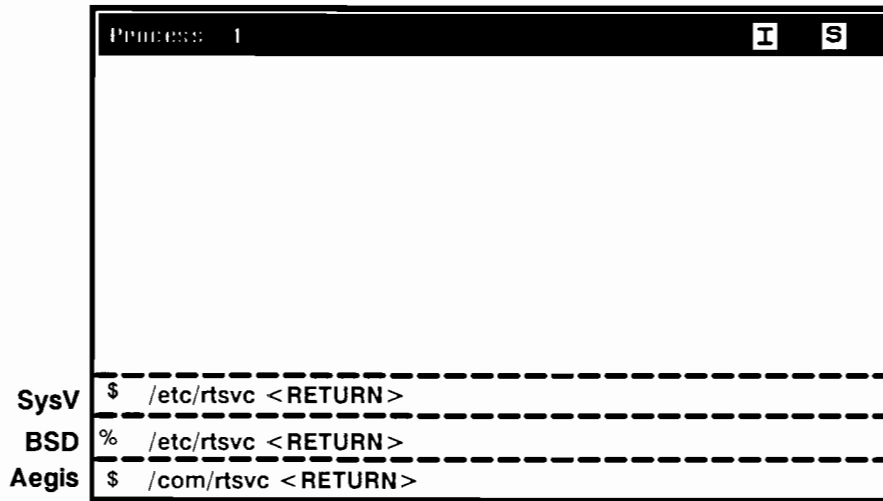 Process 1 I S
SysV $ /etc/rtsvc <RETURN>
BSD % /etc/rtsvc <RETURN>
Aegis $ /com/rtsvc <RETURN>